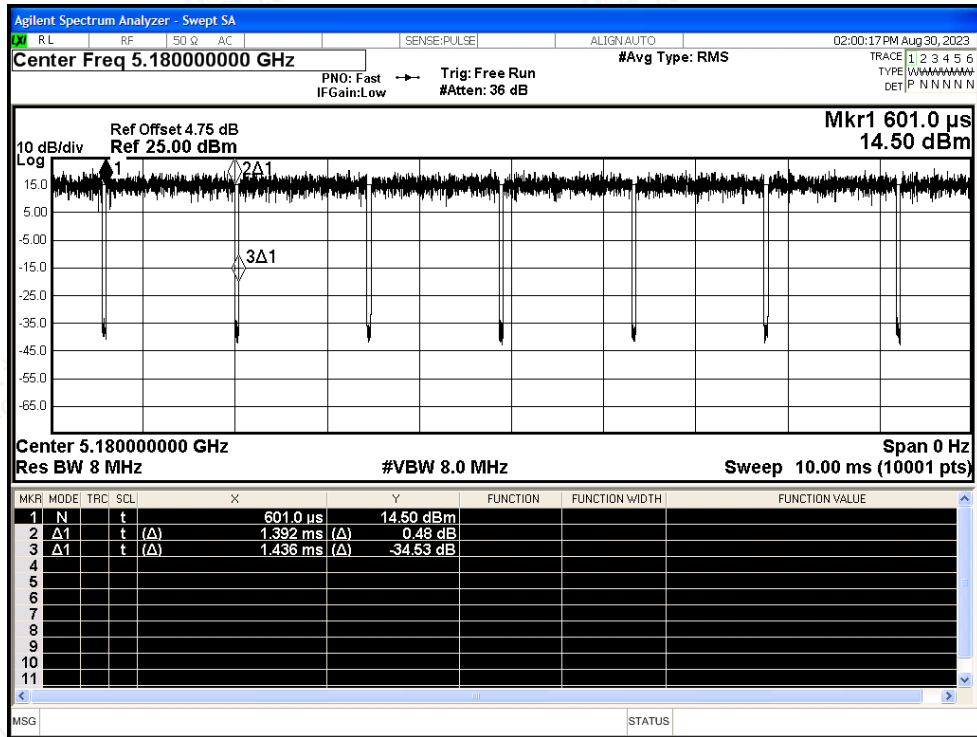 Agilent Spectrum Analyzer - Swept SA
LXI RL RF 50 Ω AC SENSE:PULSE ALIGN AUTO 02:00:17 PM Aug 30, 2023
Center Freq 5.180000000 GHz #Avg Type: RMS TRACE 1 2 3 4 5 6
PNO: Fast Trig: Free Run TYPE WWWWWW
IFGain:Low #Atten: 36 dB DET P N N N N N
Mkr1 601.0 µs
Ref Offset 4.75 dB
10 dB/div Ref 25.00 dBm 14.50 dBm
Log
1 2Δ1
15.0
5.00
-5.00
3Δ1
-15.0
-25.0
-35.0
-45.0
-55.0
-65.0
Center 5.180000000 GHz Span 0 Hz
Res BW 8 MHz #VBW 8.0 MHz Sweep 10.00 ms (10001 pts)
MKR MODE TRC SCL X Y FUNCTION FUNCTION WIDTH FUNCTION VALUE
1 N t 601.0 µs 14.50 dBm
2 Δ1 t (Δ) 1.392 ms (Δ) 0.48 dB
3 Δ1 t (Δ) 1.436 ms (Δ) -34.53 dB
4
5
6
7
8
9
10
11
MSG STATUS